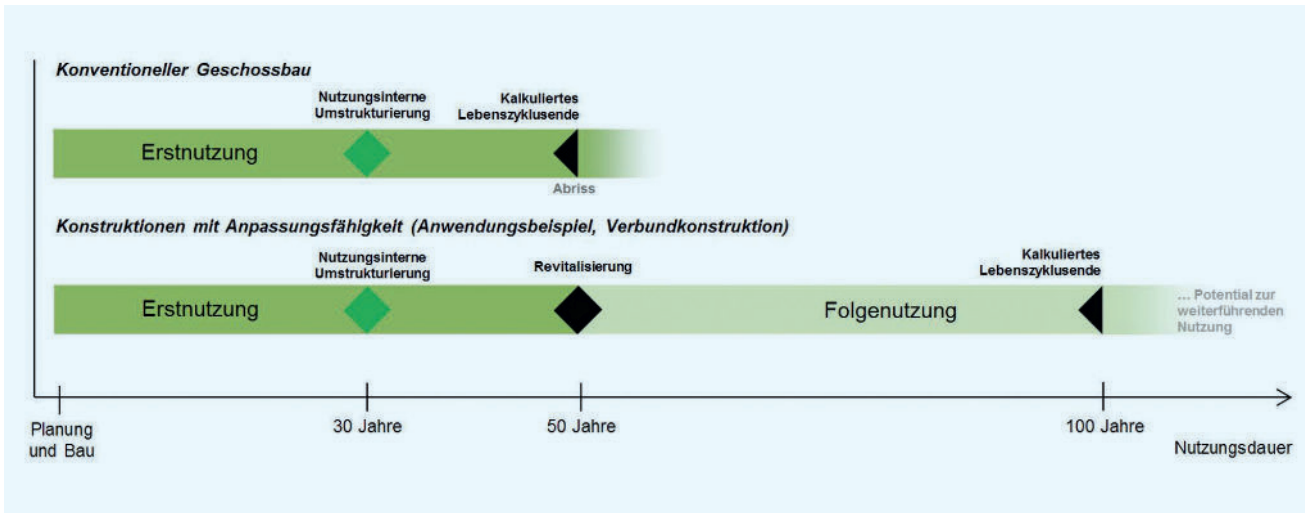 Konventioneller Geschossbau
Nutzungsinterne
Umstrukturierung
Kalkuliertes
Lebenszyklusende
Erstnutzung
Abriss
Konstruktionen mit Anpassungsfähigkeit (Anwendungsbeispiel, Verbundkonstruktion)
Nutzungsinterne
Umstrukturierung
Revitalisierung
Kalkuliertes
Lebenszyklusende
Erstnutzung
Folgenutzung
... Potential zur
weiterführenden
Nutzung
Planung
und Bau
30 Jahre
50 Jahre
100 Jahre
Nutzungsdauer